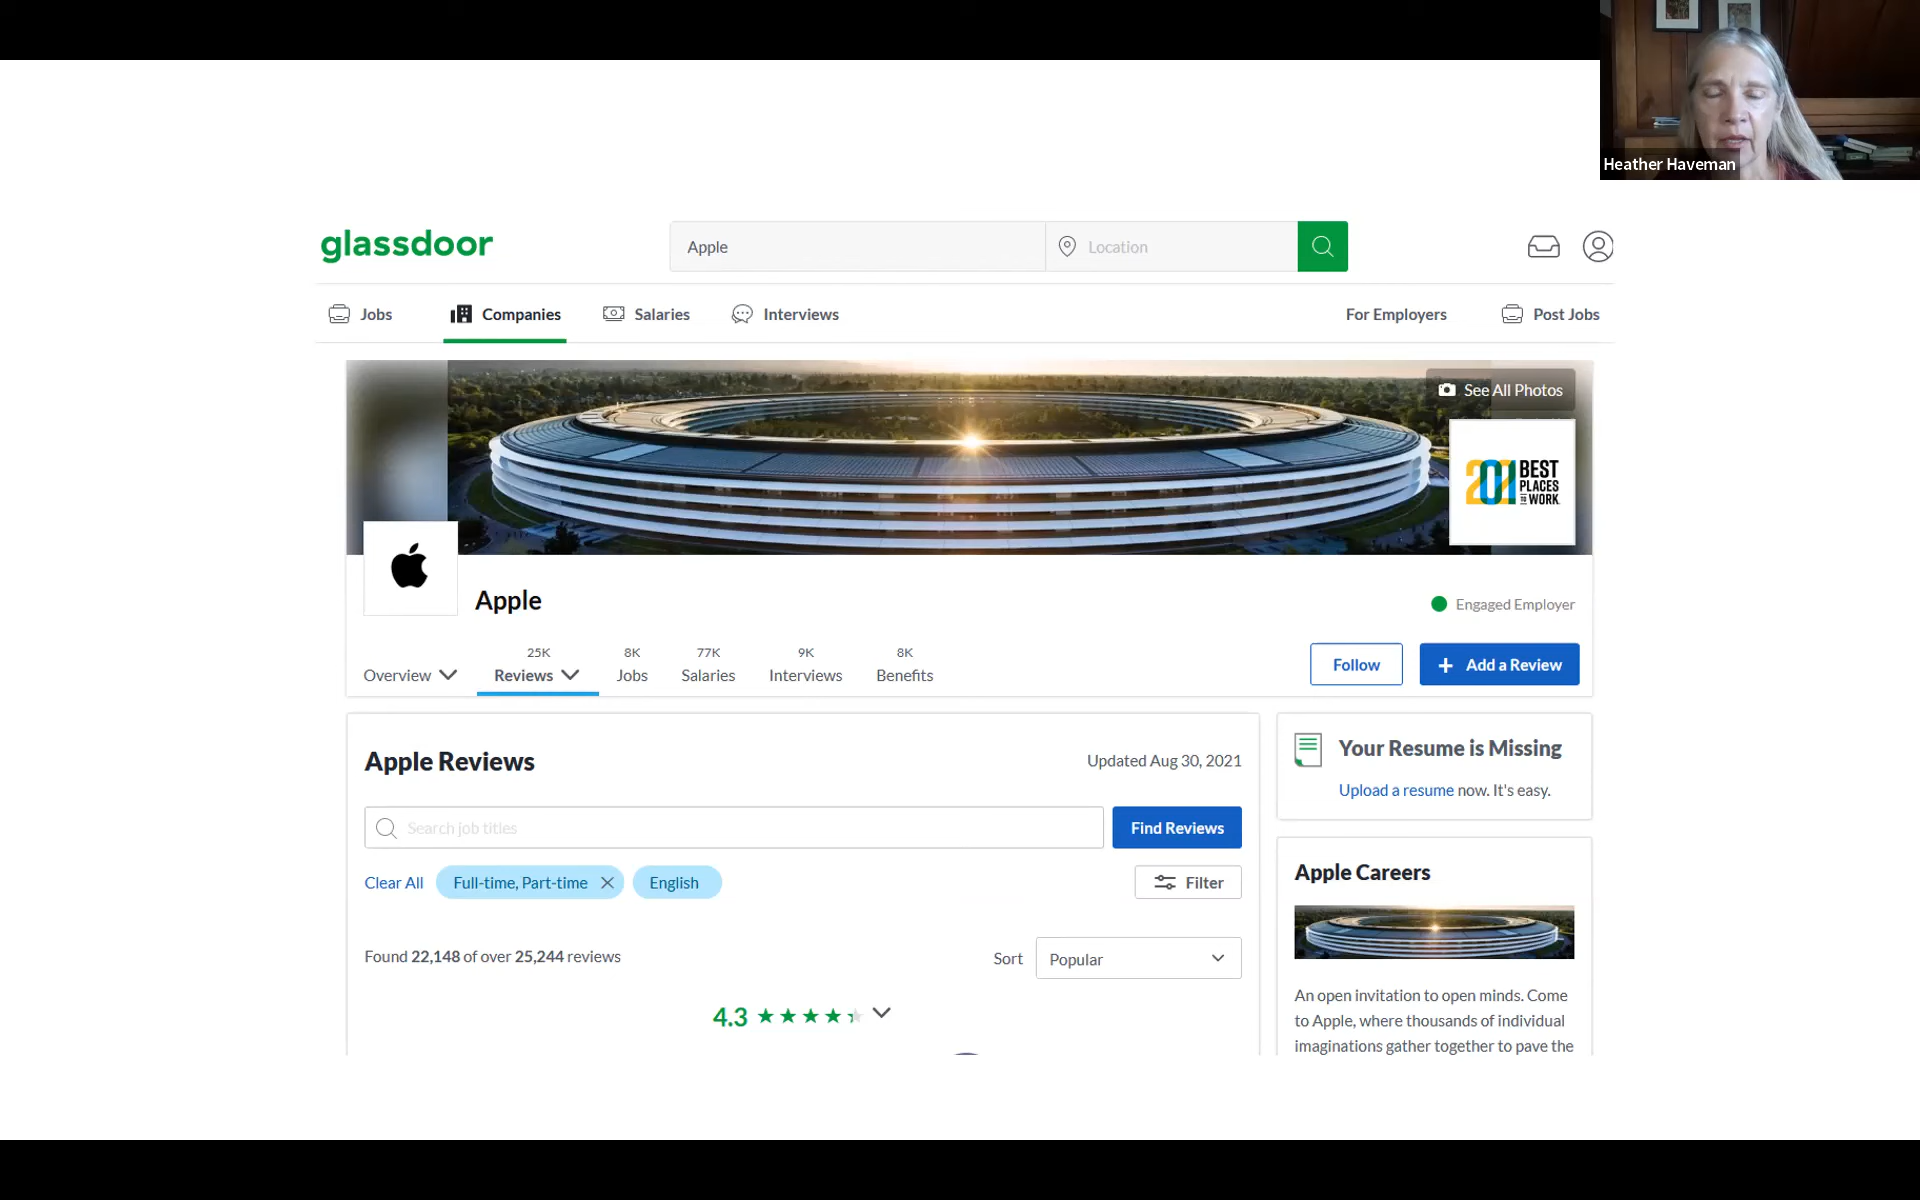 Heather Haveman
glassdoor
Apple
Location
Jobs
Companies
Salaries
Interviews
For Employers
Post Jobs
See All Photos
2021 BEST
PLACES
TO WORK
Apple
Engaged Employer
Overview
25K
Reviews
8K
Jobs
77K
Salaries
9K
Interviews
8K
Benefits
Follow
+ Add a Review
Apple Reviews
Updated Aug 30, 2021
Search job titles
Find Reviews
Clear All
Full-time, Part-time
English
Filter
Found 22,148 of over 25,244 reviews
Sort
Popular
4.3
Your Resume is Missing
Upload a resume now. It's easy.
Apple Careers
An open invitation to open minds. Come
to Apple, where thousands of individual
imaginations gather together to pave the